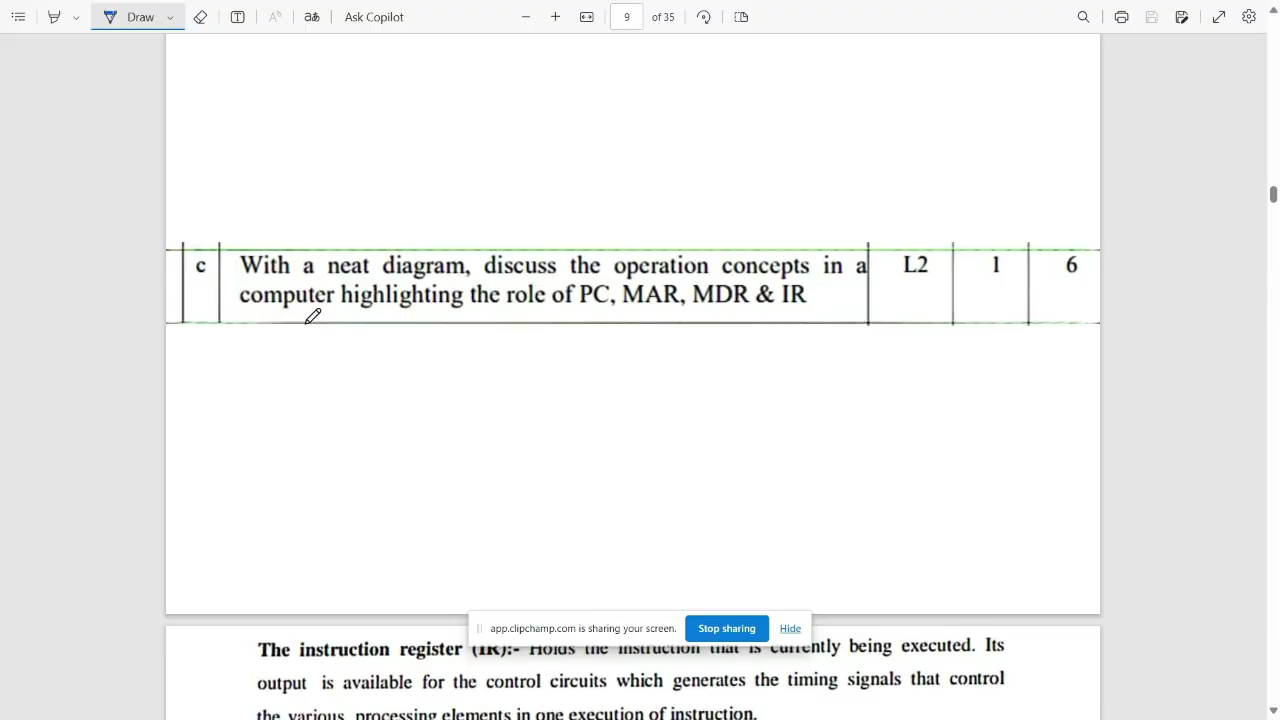 Draw
aあ
Ask Copilot
9 of 35
c With a neat diagram, discuss the operation concepts in a L2 1 6
computer highlighting the role of PC, MAR, MDR & IR
app.clipchamp.com is sharing your screen. Stop sharing Hide
The instruction register (IR):- Holds the instruction that is currently being executed. Its
output is available for the control circuits which generates the timing signals that control
the various processing elements in one execution of instruction.